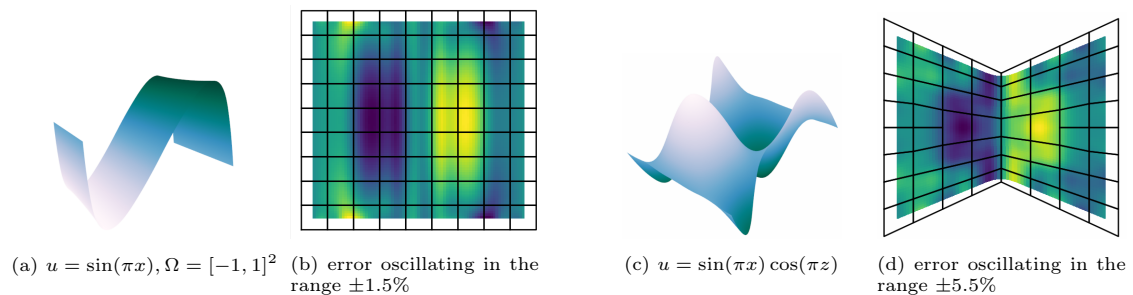 (a) u = sin(πx), Ω = [−1, 1]²
(b) error oscillating in the
range ±1.5%
(c) u = sin(πx) cos(πz)
(d) error oscillating in the
range ±5.5%